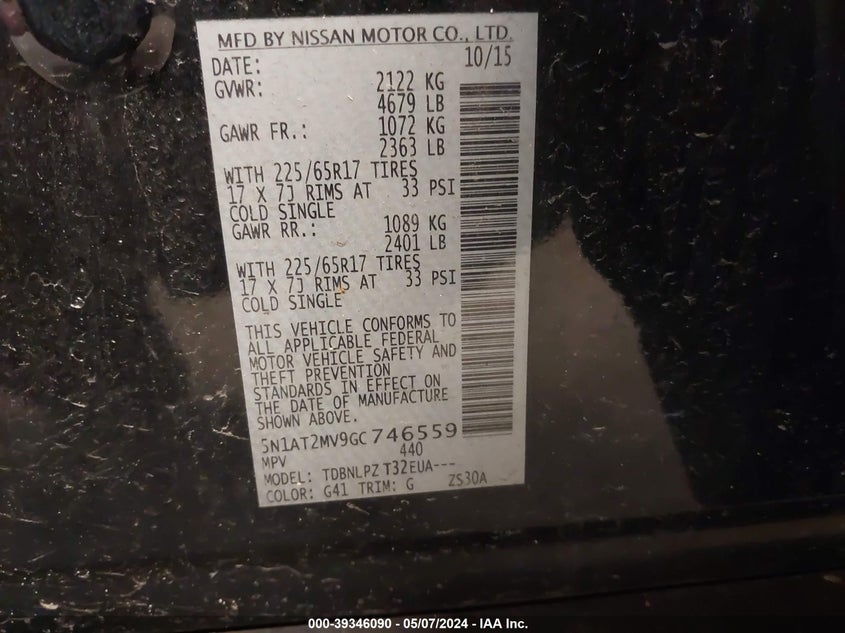 MFD BY NISSAN MOTOR CO., LTD.
DATE: 10/15
GVWR: 2122 KG
4679 LB
GAWR FR.: 1072 KG
2363 LB
WITH 225/65R17 TIRES
17 X 7J RIMS AT 33 PSI
COLD SINGLE
GAWR RR.: 1089 KG
2401 LB
WITH 225/65R17 TIRES
17 X 7J RIMS AT 33 PSI
COLD SINGLE
THIS VEHICLE CONFORMS TO
ALL APPLICABLE FEDERAL
MOTOR VEHICLE SAFETY AND
THEFT PREVENTION
STANDARDS IN EFFECT ON
THE DATE OF MANUFACTURE
SHOWN ABOVE.
5N1AT2MV9GC746559
MPV 440
MODEL: TDBNLPZ T32EUA---
COLOR: G41 TRIM: G ZS30A
000-39346090 - 05/07/2024 - IAA Inc.